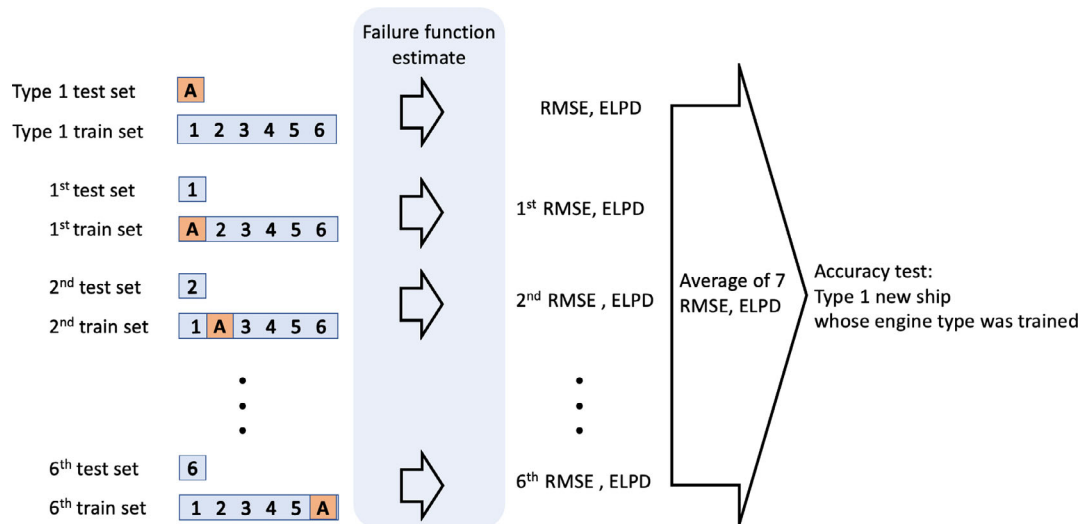 Failure function
estimate
Type 1 test set
A
RMSE, ELPD
Type 1 train set
1 2 3 4 5 6
1st test set
1
1st RMSE, ELPD
1st train set
A 2 3 4 5 6
2nd test set
2
2nd RMSE , ELPD
2nd train set
1 A 3 4 5 6
Average of 7
RMSE, ELPD
Accuracy test:
Type 1 new ship
whose engine type was trained
6th test set
6
6th RMSE , ELPD
6th train set
1 2 3 4 5 A